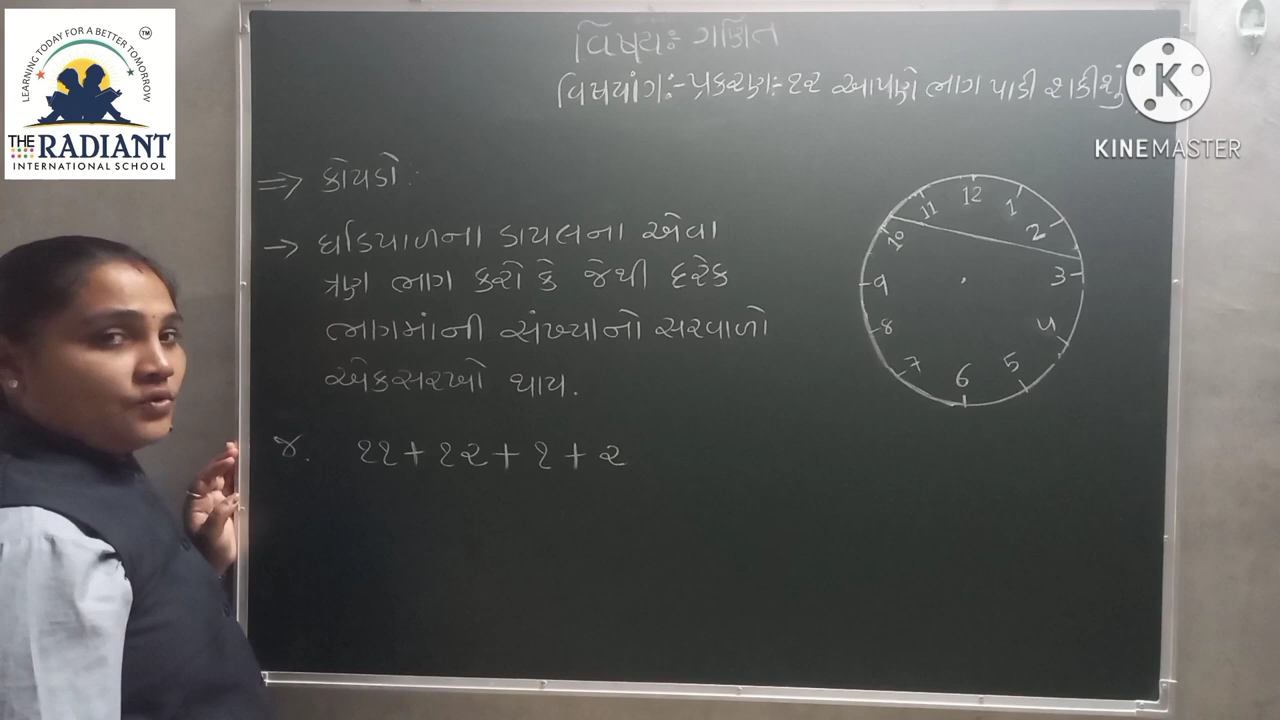 LEARNING TODAY FOR A BETTER TOMORROW
TM
THE RADIANT
INTERNATIONAL SCHOOL
વિષય:- ગણિત
વિષયાંગ:- પ્રકરણ:- ૧૨ આપણે ભાગ પાડી શકીશું
K
KINEMASTER
=> કોયડો:
→ ઘડિયાળના ડાયલના એવા
ત્રણ ભાગ કરો કે જેથી દરેક
ભાગમાંની સંખ્યાનો સરવાળો
એકસરખો થાય.
જ. ૧૧ + ૧૨ + ૧ + ૨
12
1
2
3
૪
5
6
7
8
9
10
11